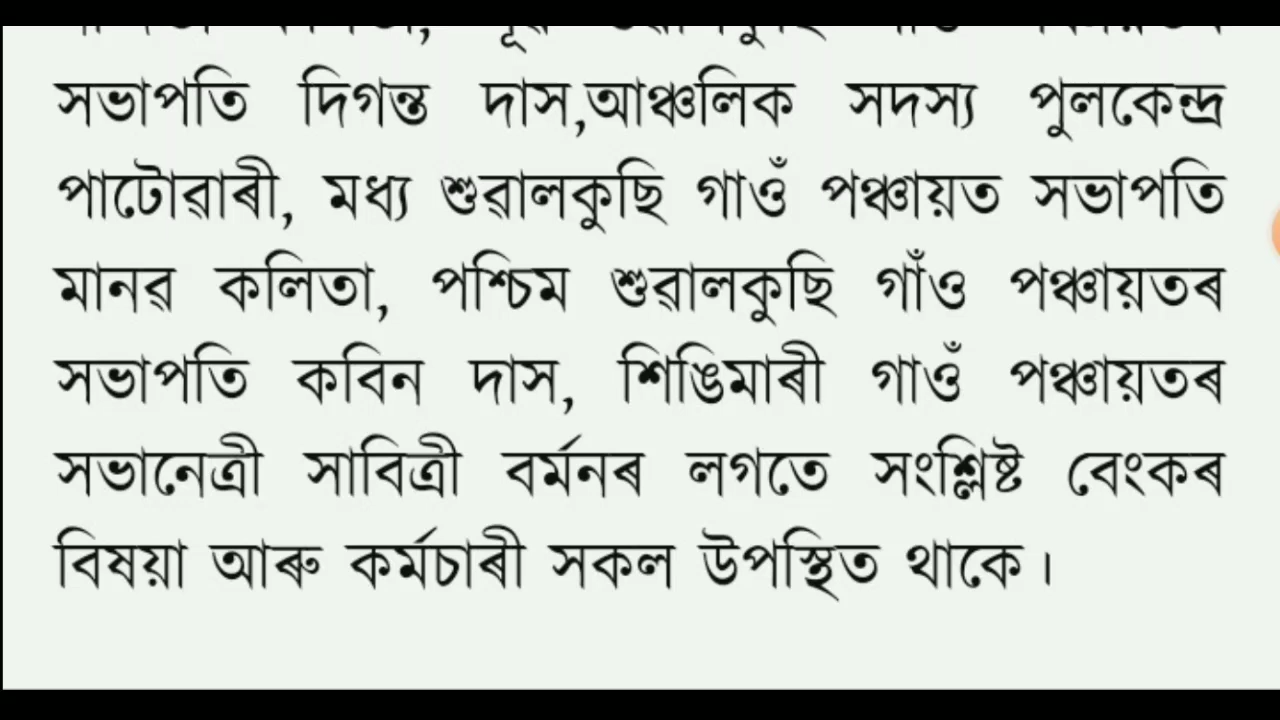 সভাপতি দিগন্ত দাস,আঞ্চলিক সদস্য পুলকেন্দ্ৰ
পাটোৱাৰী, মধ্য শুৱালকুছি গাওঁ পঞ্চায়ত সভাপতি
মানৱ কলিতা, পশ্চিম শুৱালকুছি গাঁও পঞ্চায়তৰ
সভাপতি কবিন দাস, শিঙিমাৰী গাওঁ পঞ্চায়তৰ
সভানেত্ৰী সাবিত্ৰী বৰ্মনৰ লগতে সংশ্লিষ্ট বেংকৰ
বিষয়া আৰু কৰ্মচাৰী সকল উপস্থিত থাকে।